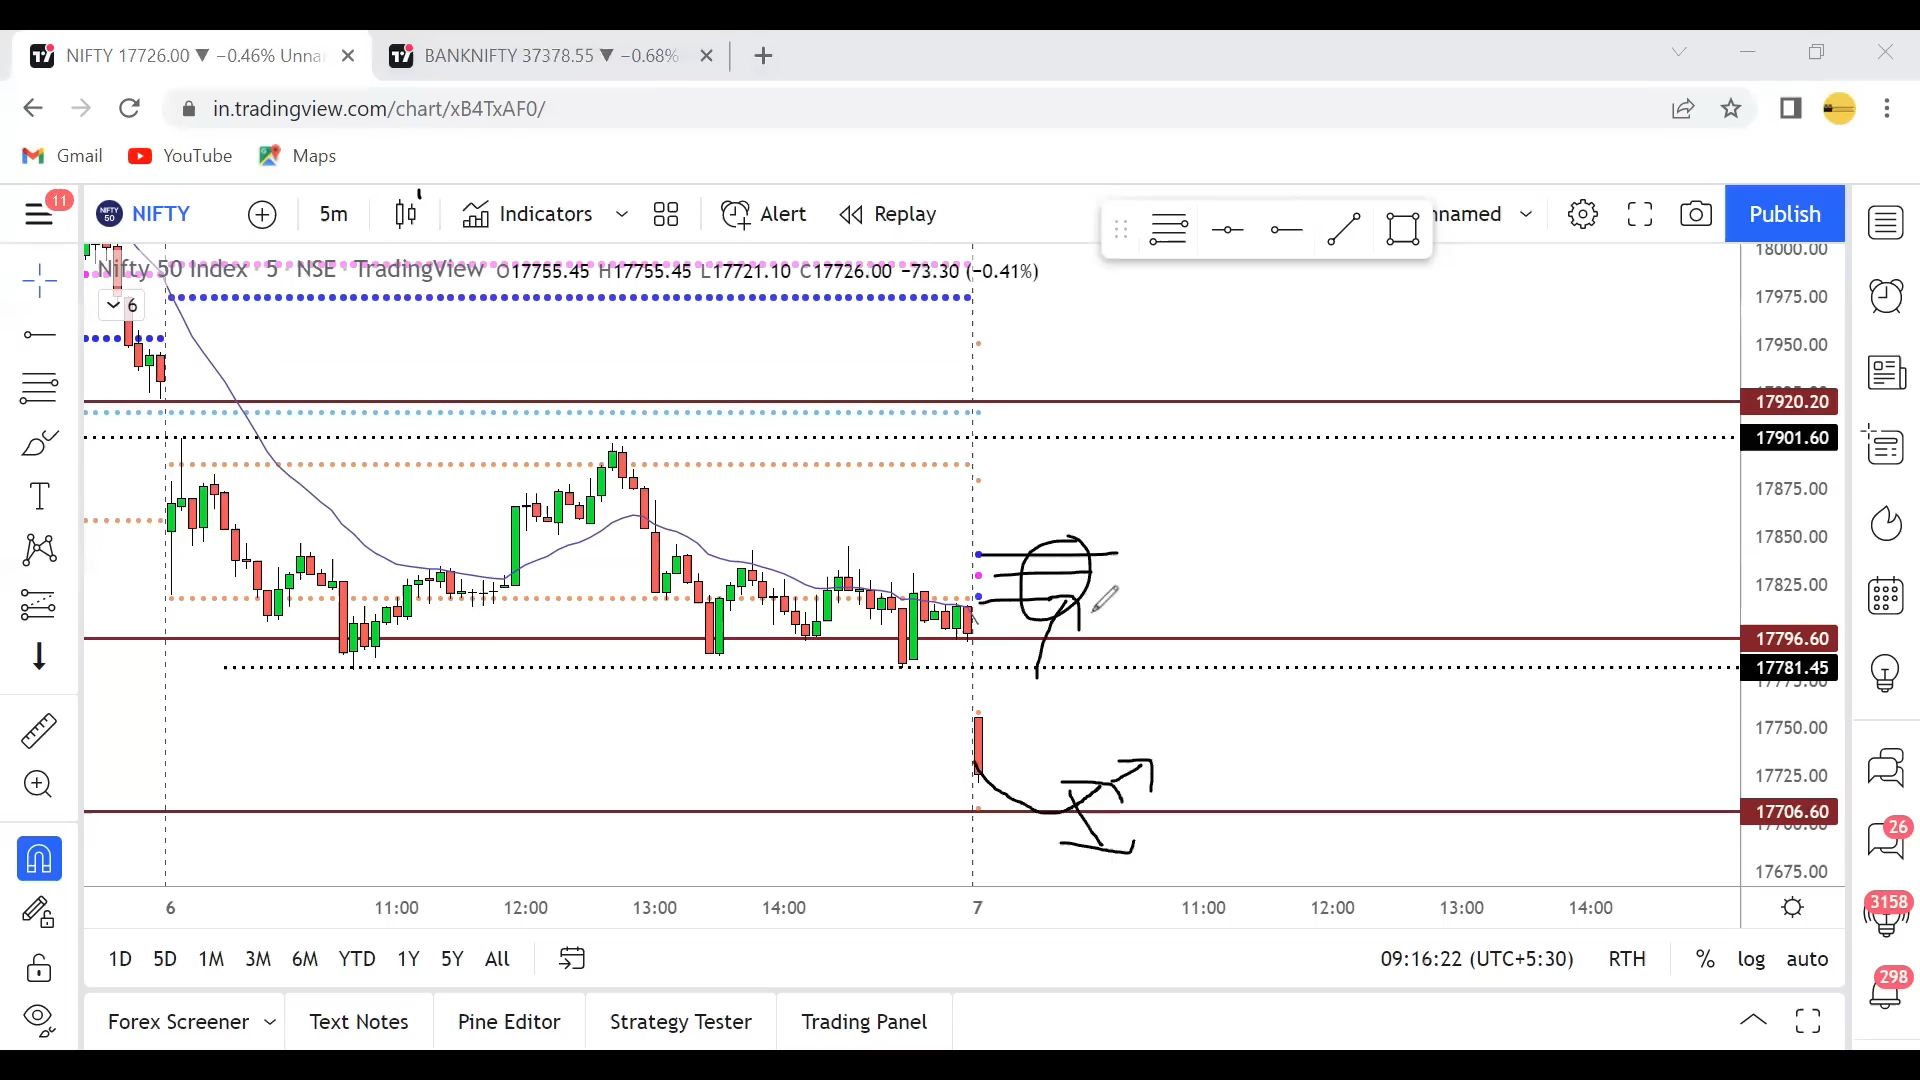 NIFTY 17726.00 ▼ −0.46% Unna
BANKNIFTY 37378.55 ▼ −0.68%
in.tradingview.com/chart/xB4TxAF0/
Gmail YouTube Maps
11
NIFTY 5m Indicators Alert Replay nnamed Publish
Nifty 50 Index · 5 · NSE · TradingView O17755.45 H17755.45 L17721.10 C17726.00 −73.30 (−0.41%)
6
18000.00
17975.00
17950.00
17920.20
17901.60
17875.00
17850.00
17825.00
17796.60
17781.45
17750.00
17725.00
17706.60
17675.00
26
3158
298
6 11:00 12:00 13:00 14:00 7 11:00 12:00 13:00 14:00
1D 5D 1M 3M 6M YTD 1Y 5Y All 09:16:22 (UTC+5:30) RTH % log auto
Forex Screener Text Notes Pine Editor Strategy Tester Trading Panel